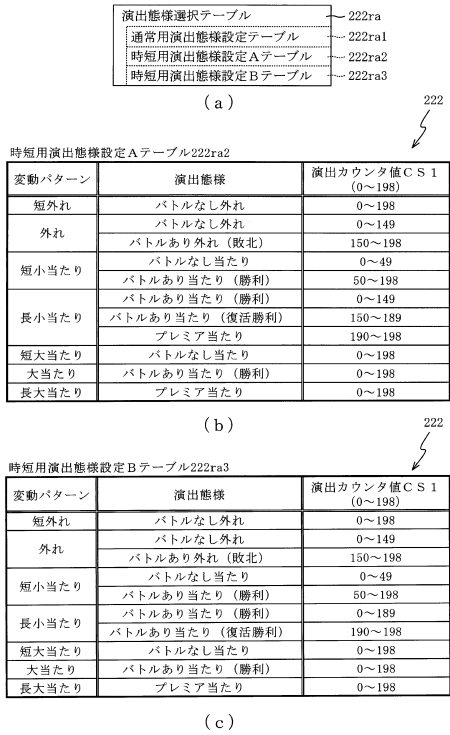 演出態様選択テーブル 222ra
通常用演出態様設定テーブル 222ra1
時短用演出態様設定Aテーブル 222ra2
時短用演出態様設定Bテーブル 222ra3
(a)
222
時短用演出態様設定Aテーブル222ra2
変動パターン 演出態様 演出カウンタ値CS1
(0~198)
短外れ バトルなし外れ 0~198
外れ バトルなし外れ 0~149
バトルあり外れ(敗北) 150~198
短小当たり バトルなし当たり 0~49
バトルあり当たり(勝利) 50~198
長小当たり バトルあり当たり(勝利) 0~149
バトルあり当たり(復活勝利) 150~189
プレミア当たり 190~198
短大当たり バトルなし当たり 0~198
大当たり バトルあり当たり(勝利) 0~198
長大当たり プレミア当たり 0~198
(b)
222
時短用演出態様設定Bテーブル222ra3
変動パターン 演出態様 演出カウンタ値CS1
(0~198)
短外れ バトルなし外れ 0~198
外れ バトルなし外れ 0~149
バトルあり外れ(敗北) 150~198
短小当たり バトルなし当たり 0~49
バトルあり当たり(勝利) 50~198
長小当たり バトルあり当たり(勝利) 0~189
バトルあり当たり(復活勝利) 190~198
短大当たり バトルなし当たり 0~198
大当たり バトルあり当たり(勝利) 0~198
長大当たり プレミア当たり 0~198
(c)